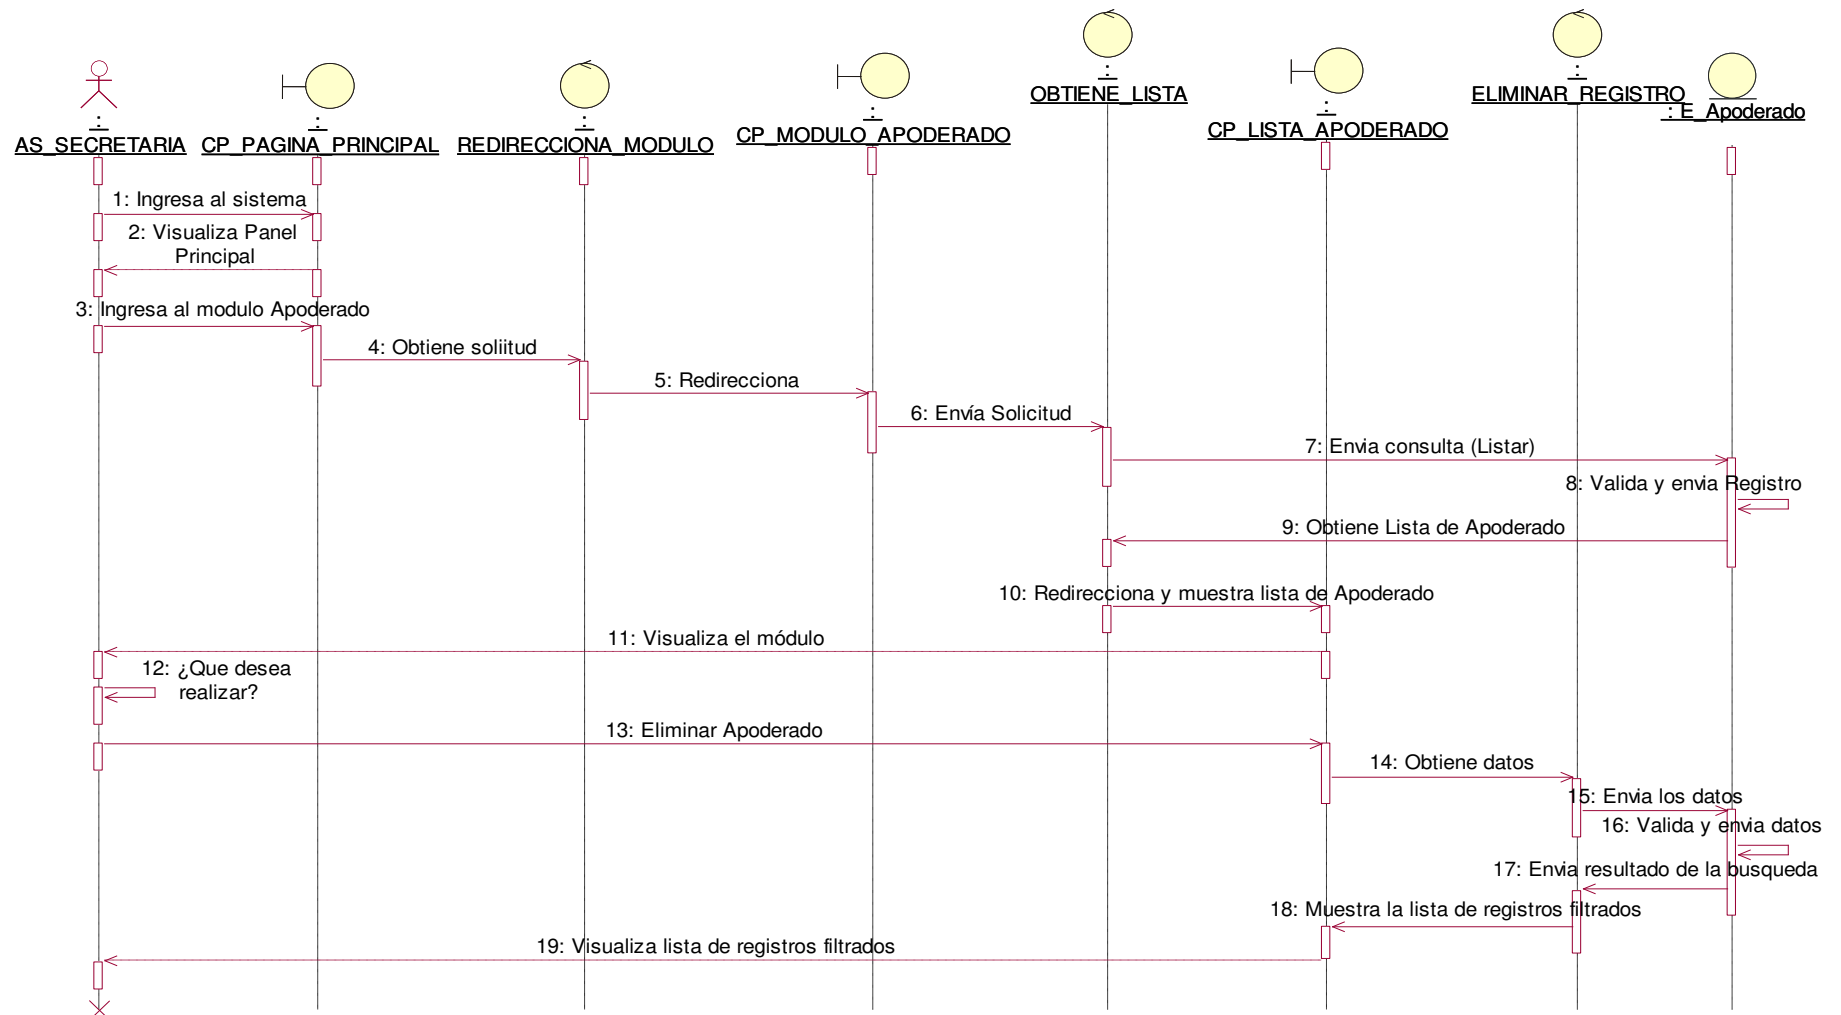 :
AS_SECRETARIA
:
CP_PAGINA_PRINCIPAL
:
REDIRECCIONA_MODULO
:
CP_MODULO_APODERADO
:
OBTIENE_LISTA
:
CP_LISTA_APODERADO
:
ELIMINAR_REGISTRO
: E_Apoderado
1: Ingresa al sistema
2: Visualiza Panel
Principal
3: Ingresa al modulo Apoderado
4: Obtiene soliitud
5: Redirecciona
6: Envía Solicitud
7: Envia consulta (Listar)
8: Valida y envia Registro
9: Obtiene Lista de Apoderado
10: Redirecciona y muestra lista de Apoderado
11: Visualiza el módulo
12: ¿Que desea
realizar?
13: Eliminar Apoderado
14: Obtiene datos
15: Envia los datos
16: Valida y envia datos
17: Envia resultado de la busqueda
18: Muestra la lista de registros filtrados
19: Visualiza lista de registros filtrados